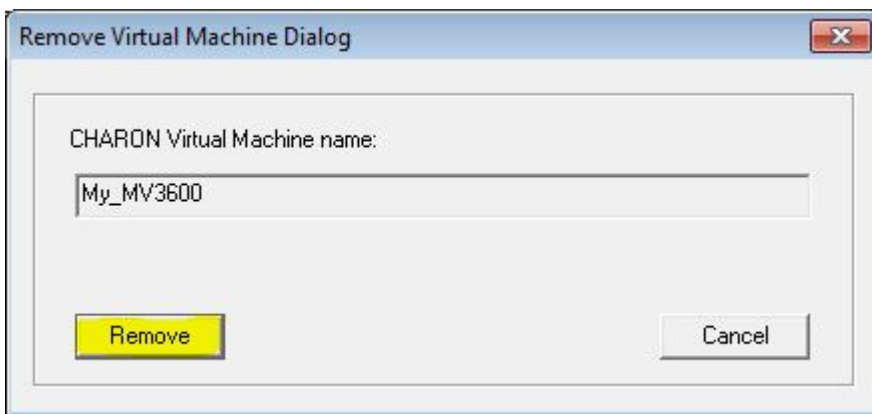 Remove Virtual Machine Dialog
CHARON Virtual Machine name:
My_MV3600
Remove
Cancel